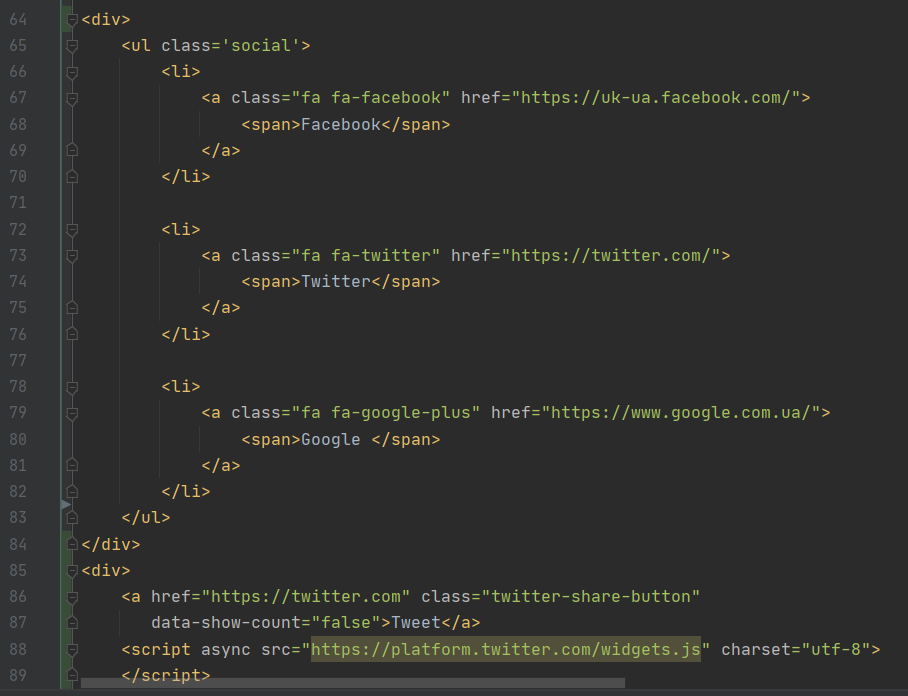 64 <div>
65     <ul class='social'>
66         <li>
67             <a class="fa fa-facebook" href="https://uk-ua.facebook.com/">
68                 <span>Facebook</span>
69             </a>
70         </li>
71
72         <li>
73             <a class="fa fa-twitter" href="https://twitter.com/">
74                 <span>Twitter</span>
75             </a>
76         </li>
77
78         <li>
79             <a class="fa fa-google-plus" href="https://www.google.com.ua/">
80                 <span>Google </span>
81             </a>
82         </li>
83     </ul>
84 </div>
85 <div>
86     <a href="https://twitter.com" class="twitter-share-button"
87        data-show-count="false">Tweet</a>
88     <script async src="https://platform.twitter.com/widgets.js" charset="utf-8">
89     </script>